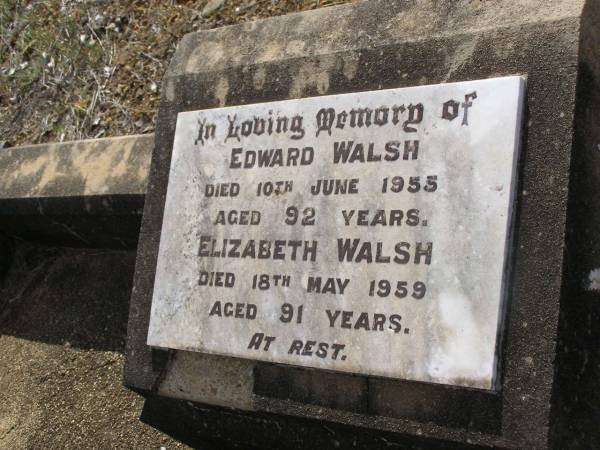 In Loving Memory of
EDWARD WALSH
DIED 10TH JUNE 1955
AGED 92 YEARS.
ELIZABETH WALSH
DIED 18TH MAY 1959
AGED 91 YEARS.
AT REST.